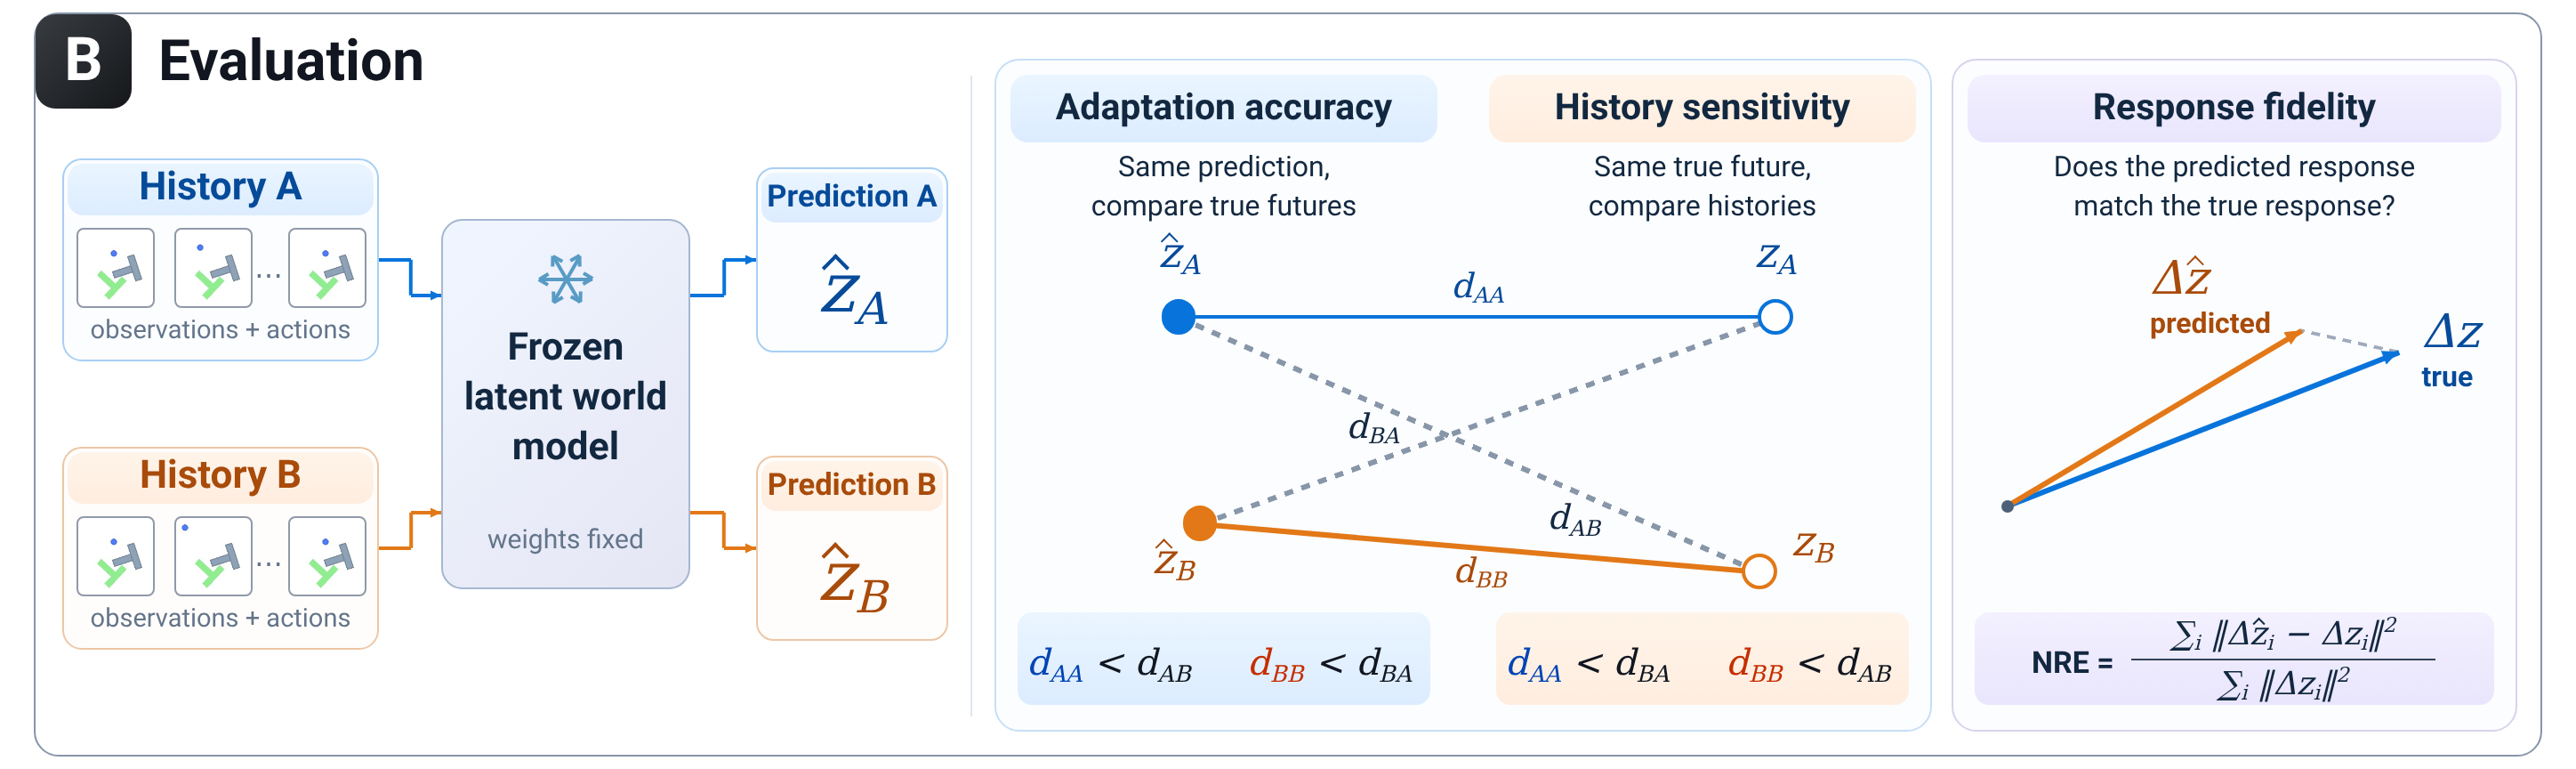 B Evaluation
History A
...
observations + actions
History B
...
observations + actions
Frozen
latent world
model
weights fixed
Prediction A
ẑ_A
Prediction B
ẑ_B
Adaptation accuracy
Same prediction,
compare true futures
History sensitivity
Same true future,
compare histories
ẑ_A
z_A
d_AA
d_BA
d_AB
ẑ_B
z_B
d_BB
d_AA < d_AB d_BB < d_BA
d_AA < d_BA d_BB < d_AB
Response fidelity
Does the predicted response
match the true response?
Δẑ
predicted
Δz
true
NRE = ∑_i ‖Δẑ_i − Δz_i‖² / ∑_i ‖Δz_i‖²